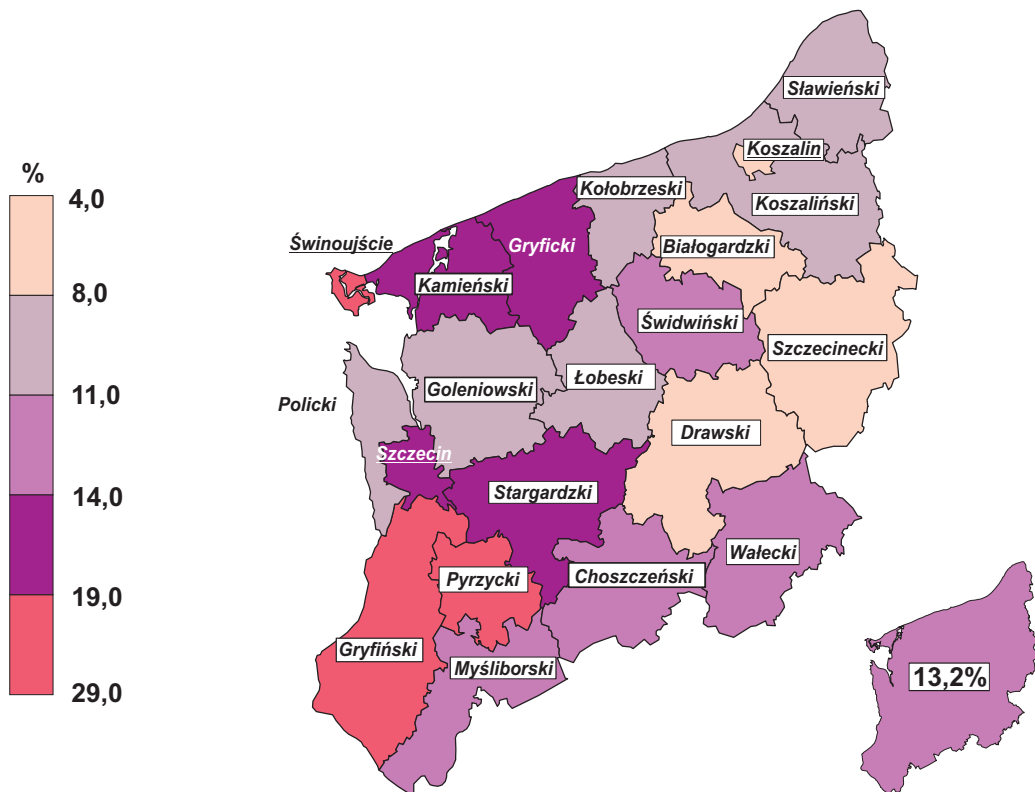 Sławieński
Koszalin
%
Kołobrzeski
4,0
Koszaliński
Świnoujście
Gryficki
Białogardzki
Kamieński
8,0
Świdwiński
Szczecinecki
Łobeski
Goleniowski
11,0
Policki
Drawski
Szczecin
14,0
Stargardzki
Wałecki
Choszczeński
Pyrzycki
19,0
Gryfiński
Myśliborski
13,2%
29,0